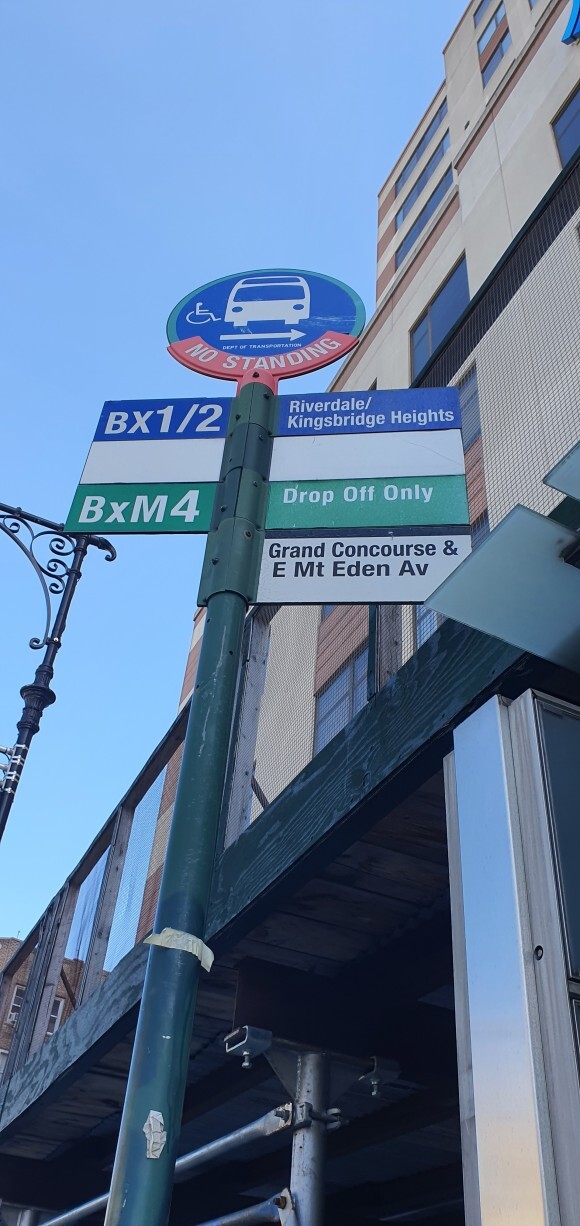 DEPT OF TRANSPORTATION
NO STANDING
BX1/2
Riverdale/
Kingsbridge Heights
BxM4
Drop Off Only
Grand Concourse &
E Mt Eden Av